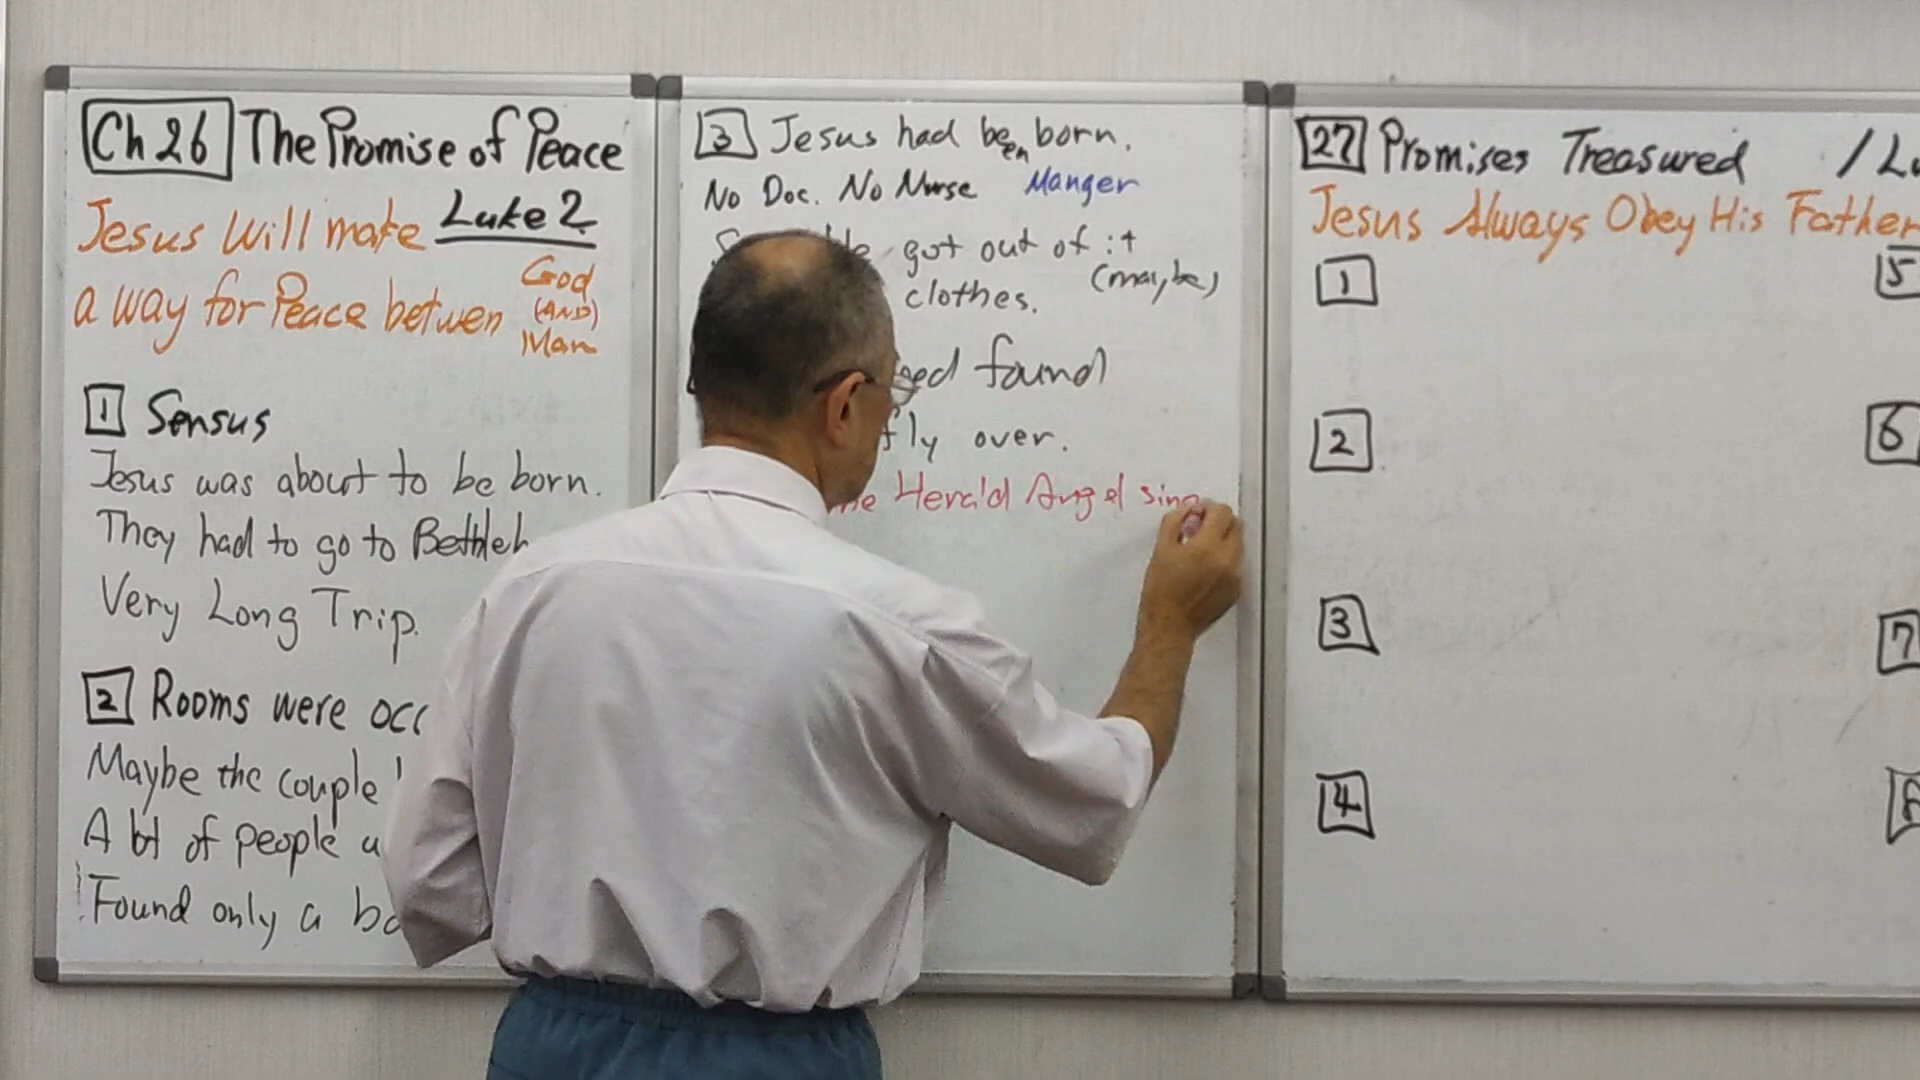 Ch 26 The Promise of Peace
Luke 2
Jesus will make
a way for Peace betwen God (AND) Man
1 Sensus
Jesus was about to be born.
They had to go to Bethleh
Very Long Trip.
2 Rooms were occ
Maybe the couple
A lot of people
Found only a
3 Jesus had been born.
No Doc. No Nurse Manger
got out of it
clothes. (maybe)
found
fly over.
Herald Angel sing
27 Promises Treasured / Lu
Jesus Always Obey His Father
1
2
3
4
5
6
7